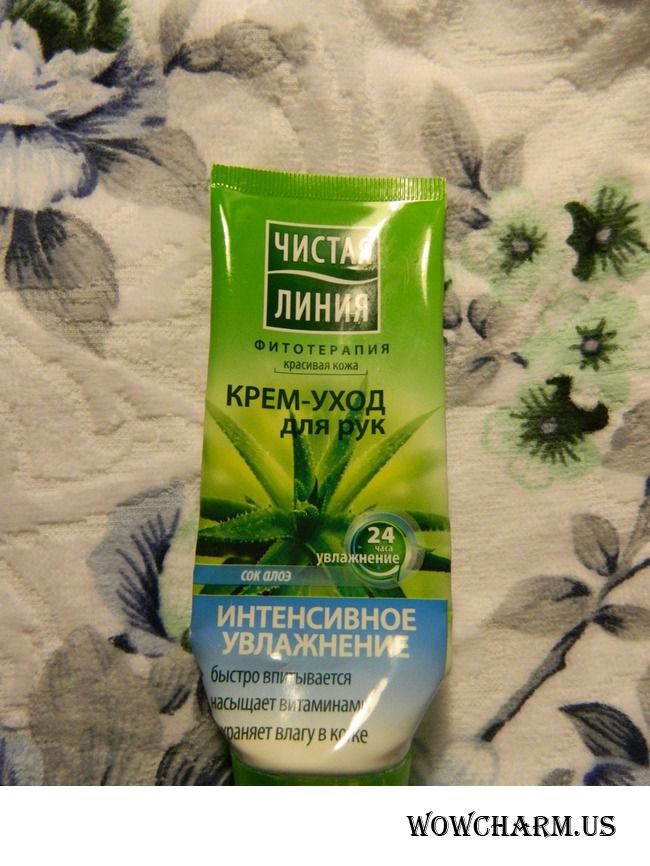 ЧИСТАЯ
ЛИНИЯ
ФИТОТЕРАПИЯ
красивая кожа
КРЕМ-УХОД
для рук
24
часа
увлажнение
сок алоэ
ИНТЕНСИВНОЕ
УВЛАЖНЕНИЕ
быстро впитывается
насыщает витаминами
влагу в коже
WOWCHARM.US